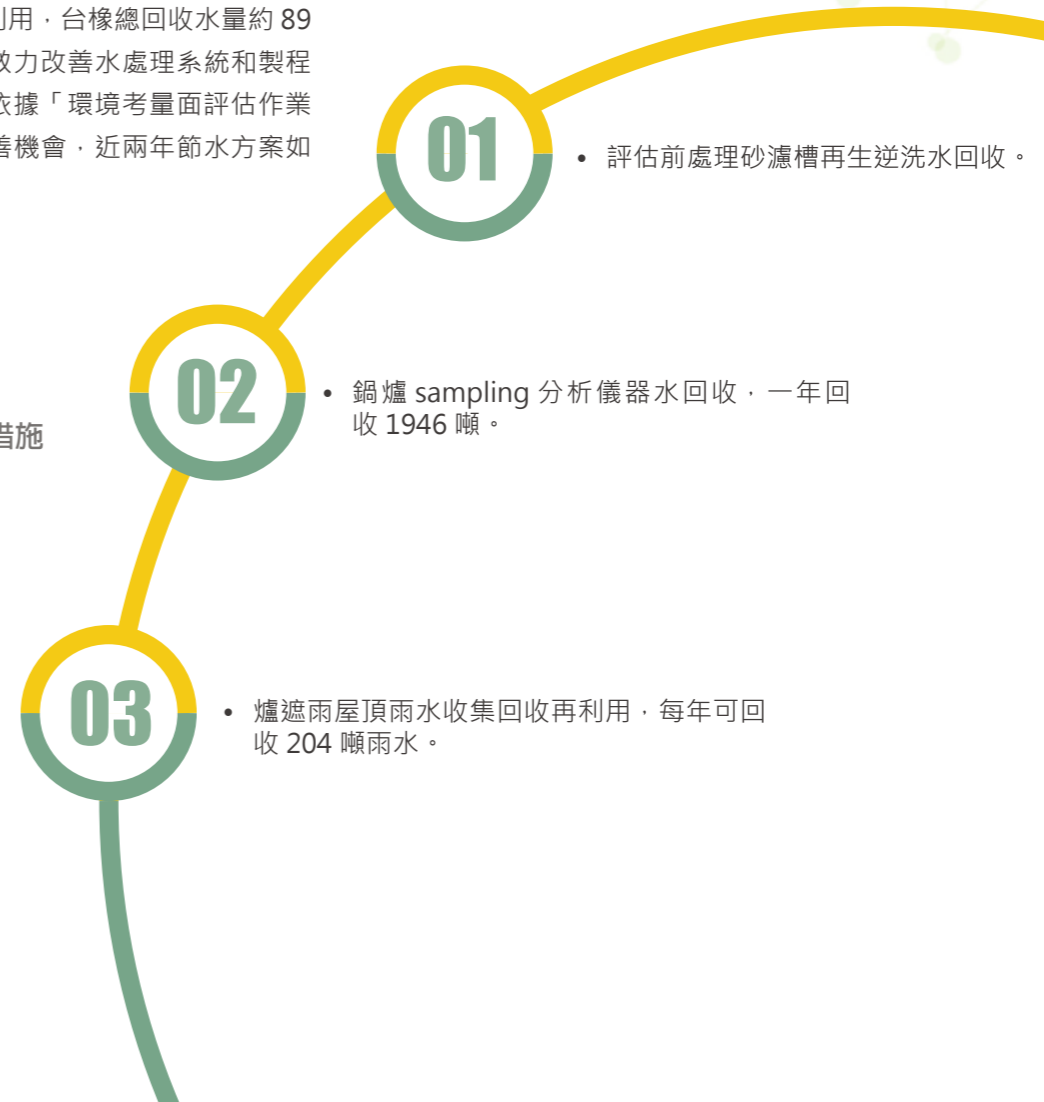 利用，台橡總回收水量約 89
致力改善水處理系統和製程
依據「環境考量面評估作業
善機會，近兩年節水方案如
01
• 評估前處理砂濾槽再生逆洗水回收。
02
• 鍋爐 sampling 分析儀器水回收，一年回
收 1946 噸。
措施
03
• 爐遮雨屋頂雨水收集回收再利用，每年可回
收 204 噸雨水。